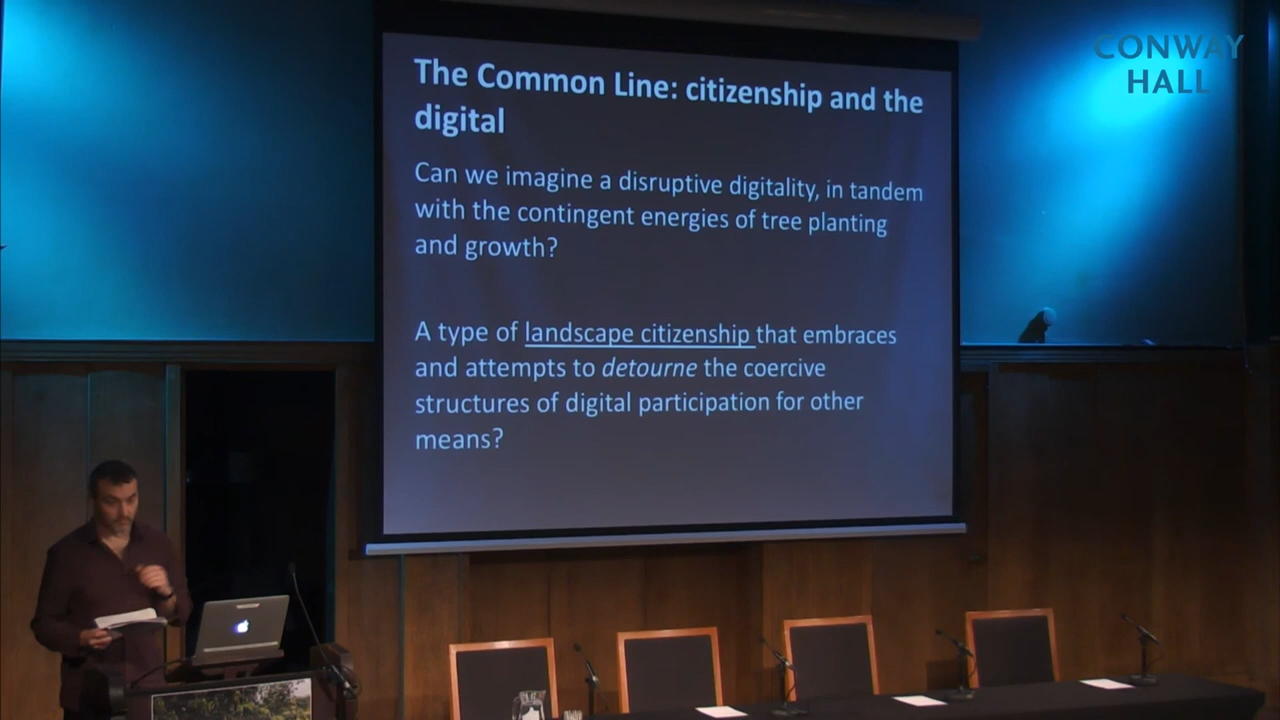 CONWAY
HALL
The Common Line: citizenship and the
digital
Can we imagine a disruptive digitality, in tandem
with the contingent energies of tree planting
and growth?
A type of landscape citizenship that embraces
and attempts to detourne the coercive
structures of digital participation for other
means?